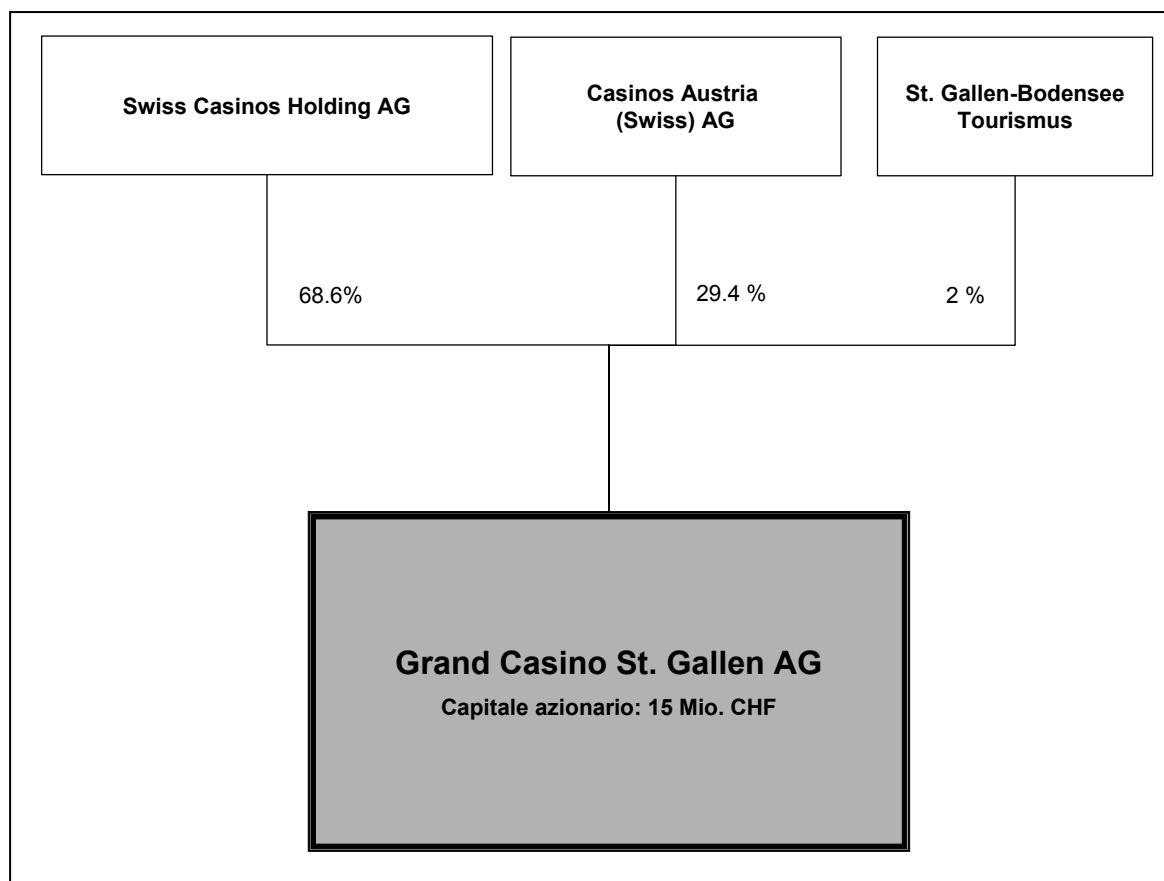 Swiss Casinos Holding AG
Casinos Austria
(Swiss) AG
St. Gallen-Bodensee
Tourismus
68.6%
29.4 %
2 %
Grand Casino St. Gallen AG
Capitale azionario: 15 Mio. CHF